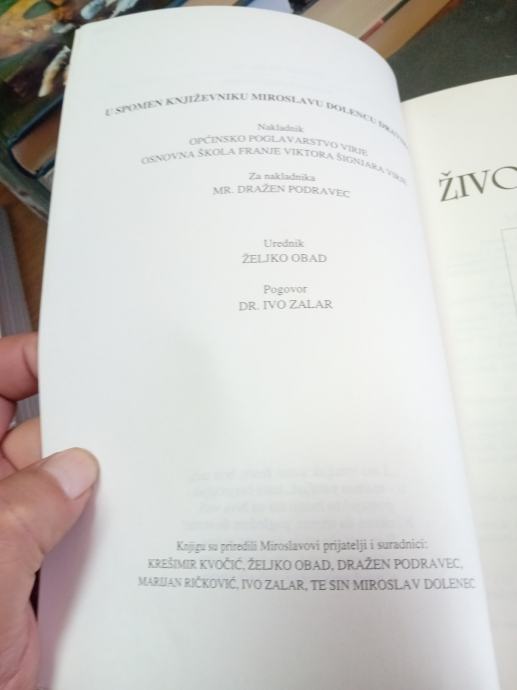 U SPOMEN KNJIŽEVNIKU MIROSLAVU DOLENCU
Nakladnik
OPĆINSKO POGLAVARSTVO VIRJE
OSNOVNA ŠKOLA FRANJE VIKTORA ŠIGNJARA VIRJE
Za nakladnika
MR. DRAŽEN PODRAVEC
Urednik
ŽELJKO OBAD
Pogovor
DR. IVO ZALAR
Knjigu su priredili Miroslavovi prijatelji i suradnici:
KREŠIMIR KVOČIĆ, ŽELJKO OBAD, DRAŽEN PODRAVEC,
MARIJAN RIČKOVIĆ, IVO ZALAR, TE SIN MIROSLAV DOLENEC
ŽIVO